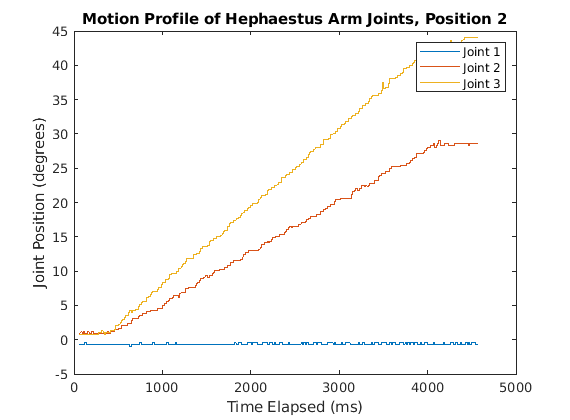 Motion Profile of Hephaestus Arm Joints, Position 2
45
40
35
30
25
20
15
10
5
0
-5
Joint Position (degrees)
Joint 1
Joint 2
Joint 3
0 1000 2000 3000 4000 5000
Time Elapsed (ms)